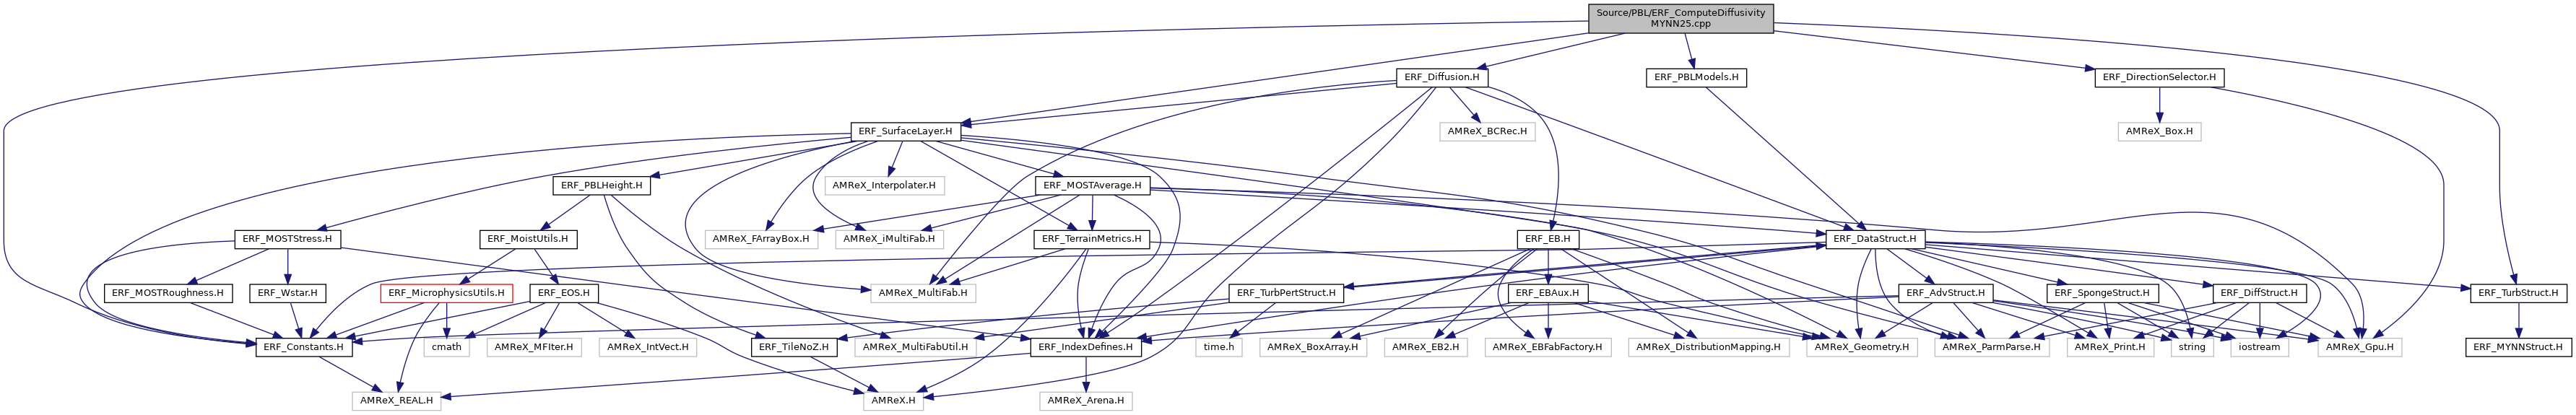 Source/PBL/ERF_ComputeDiffusivity
MYNN25.cpp
ERF_Diffusion.H
ERF_PBLModels.H
ERF_DirectionSelector.H
ERF_SurfaceLayer.H
AMReX_BCRec.H
AMReX_Box.H
ERF_PBLHeight.H
AMReX_Interpolater.H
ERF_MOSTAverage.H
ERF_MOSTStress.H
ERF_MoistUtils.H
AMReX_FArrayBox.H
AMReX_iMultiFab.H
ERF_TerrainMetrics.H
ERF_EB.H
ERF_DataStruct.H
ERF_MOSTRoughness.H
ERF_Wstar.H
ERF_MicrophysicsUtils.H
ERF_EOS.H
AMReX_MultiFab.H
ERF_TurbPertStruct.H
ERF_EBAux.H
ERF_AdvStruct.H
ERF_SpongeStruct.H
ERF_DiffStruct.H
ERF_TurbStruct.H
ERF_Constants.H
cmath
AMReX_MFIter.H
AMReX_IntVect.H
ERF_TileNoZ.H
AMReX_MultiFabUtil.H
ERF_IndexDefines.H
time.h
AMReX_BoxArray.H
AMReX_EB2.H
AMReX_EBFabFactory.H
AMReX_DistributionMapping.H
AMReX_Geometry.H
AMReX_ParmParse.H
AMReX_Print.H
string
iostream
AMReX_Gpu.H
ERF_MYNNStruct.H
AMReX_REAL.H
AMReX.H
AMReX_Arena.H